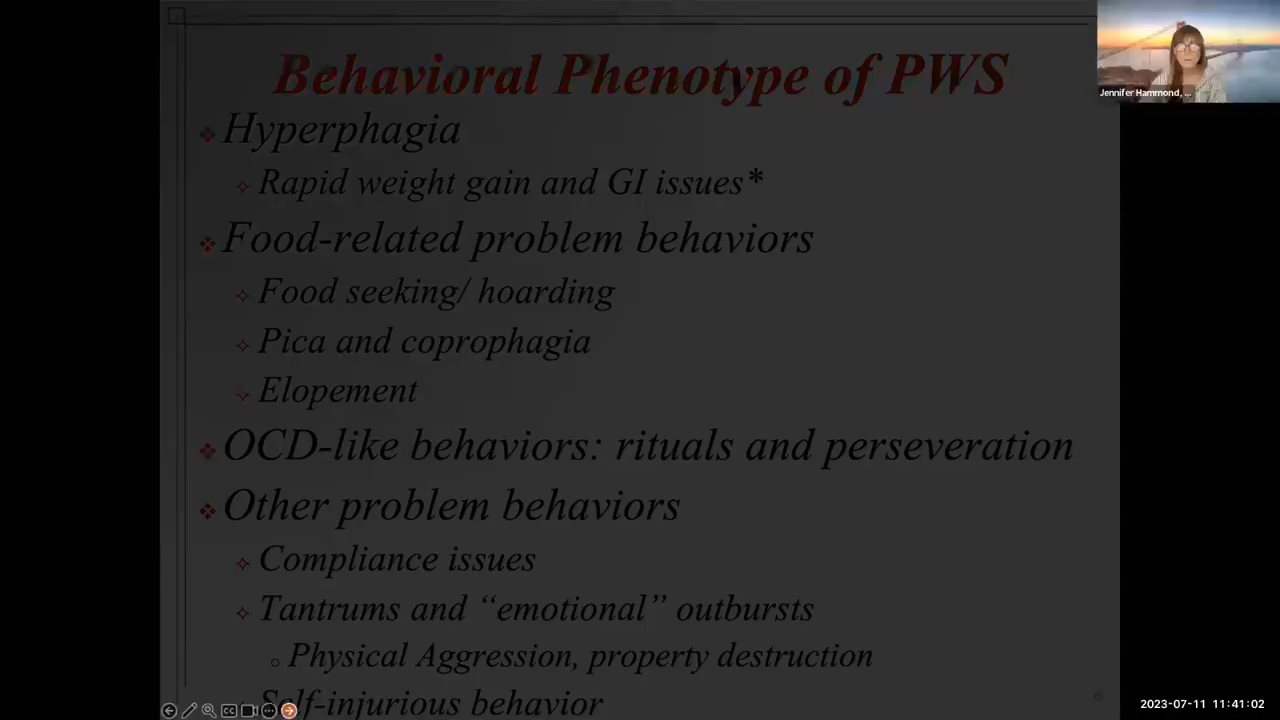 Behavioral Phenotype of PWS
Jennifer Hammond, ...
Hyperphagia
Rapid weight gain and GI issues*
Food-related problem behaviors
Food seeking/ hoarding
Pica and coprophagia
Elopement
OCD-like behaviors: rituals and perseveration
Other problem behaviors
Compliance issues
Tantrums and “emotional” outbursts
Physical Aggression, property destruction
Self-injurious behavior
6
CC
2023-07-11 11:41:02